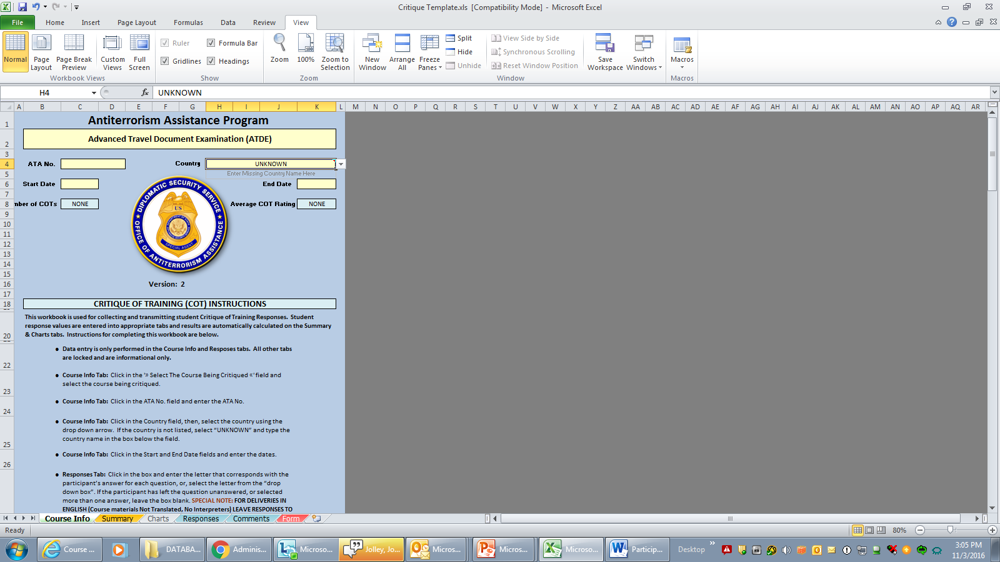 Critique Template.xls [Compatibility Mode] - Microsoft Excel
File Home Insert Page Layout Formulas Data Review View
Normal
Page Layout
Page Break Preview
Custom Views
Full Screen
Workbook Views
Ruler
Formula Bar
Gridlines
Headings
Show
Zoom
100%
Zoom to Selection
Zoom
New Window
Arrange All
Freeze Panes
Split
Hide
Unhide
View Side by Side
Synchronous Scrolling
Reset Window Position
Window
Save Workspace
Switch Windows
Macros
Macros
H4
fx
UNKNOWN
A B C D E F G H I J K L M N O P Q R S T U V W X Y Z AA AB AC AD AE AF AG AH AI AJ AK AL AM AN AO AP AQ AR
1 Antiterrorism Assistance Program
2 Advanced Travel Document Examination (ATDE)
3
4 ATA No. Country UNKNOWN
5 Enter Missing Country Name Here
6 Start Date End Date
7
8 mber of COTs NONE Average COT Rating NONE
9
10
11
12
13
14
15
DIPLOMATIC SECURITY SERVICE
OFFICE OF ANTITERRORISM ASSISTANCE
US
SPECIAL AGENT
16 Version: 2
17
18 CRITIQUE OF TRAINING (COT) INSTRUCTIONS
This workbook is used for collecting and transmitting student Critique of Training Responses. Student
response values are entered into appropriate tabs and results are automatically calculated on the Summary
20 & Charts tabs. Instructions for completing this workbook are below.
● Data entry is only performed in the Course Info and Resposes tabs. All other tabs
are locked and are informational only.
22
● Course Info Tab: Click in the '» Select The Course Being Critiqued «' field and
select the course being critiqued.
23
● Course Info Tab: Click in the ATA No. field and enter the ATA No.
24
● Course Info Tab: Click in the Country field, then, select the country using the
drop down arrow. If the country is not listed, select “UNKNOWN” and type the
country name in the box below the field.
25
● Course Info Tab: Click in the Start and End Date fields and enter the dates.
26
● Responses Tab: Click in the box and enter the letter that corresponds with the
participant’s answer for each question, or, select the letter from the “drop
down box”. If the participant has left the question unanswered, or selected
more than one answer, leave the box blank. SPECIAL NOTE: FOR DELIVERIES IN
ENGLISH (Course materials Not Translated, No Interpreters) LEAVE RESPONSES TO
Course Info Summary Charts Responses Comments Form
Ready
80%
Course ...
DATABA...
Adminis...
Microso...
Jolley, Jo...
Micros...
Micros...
Microso...
Particip...
Desktop
3:05 PM
11/3/2016